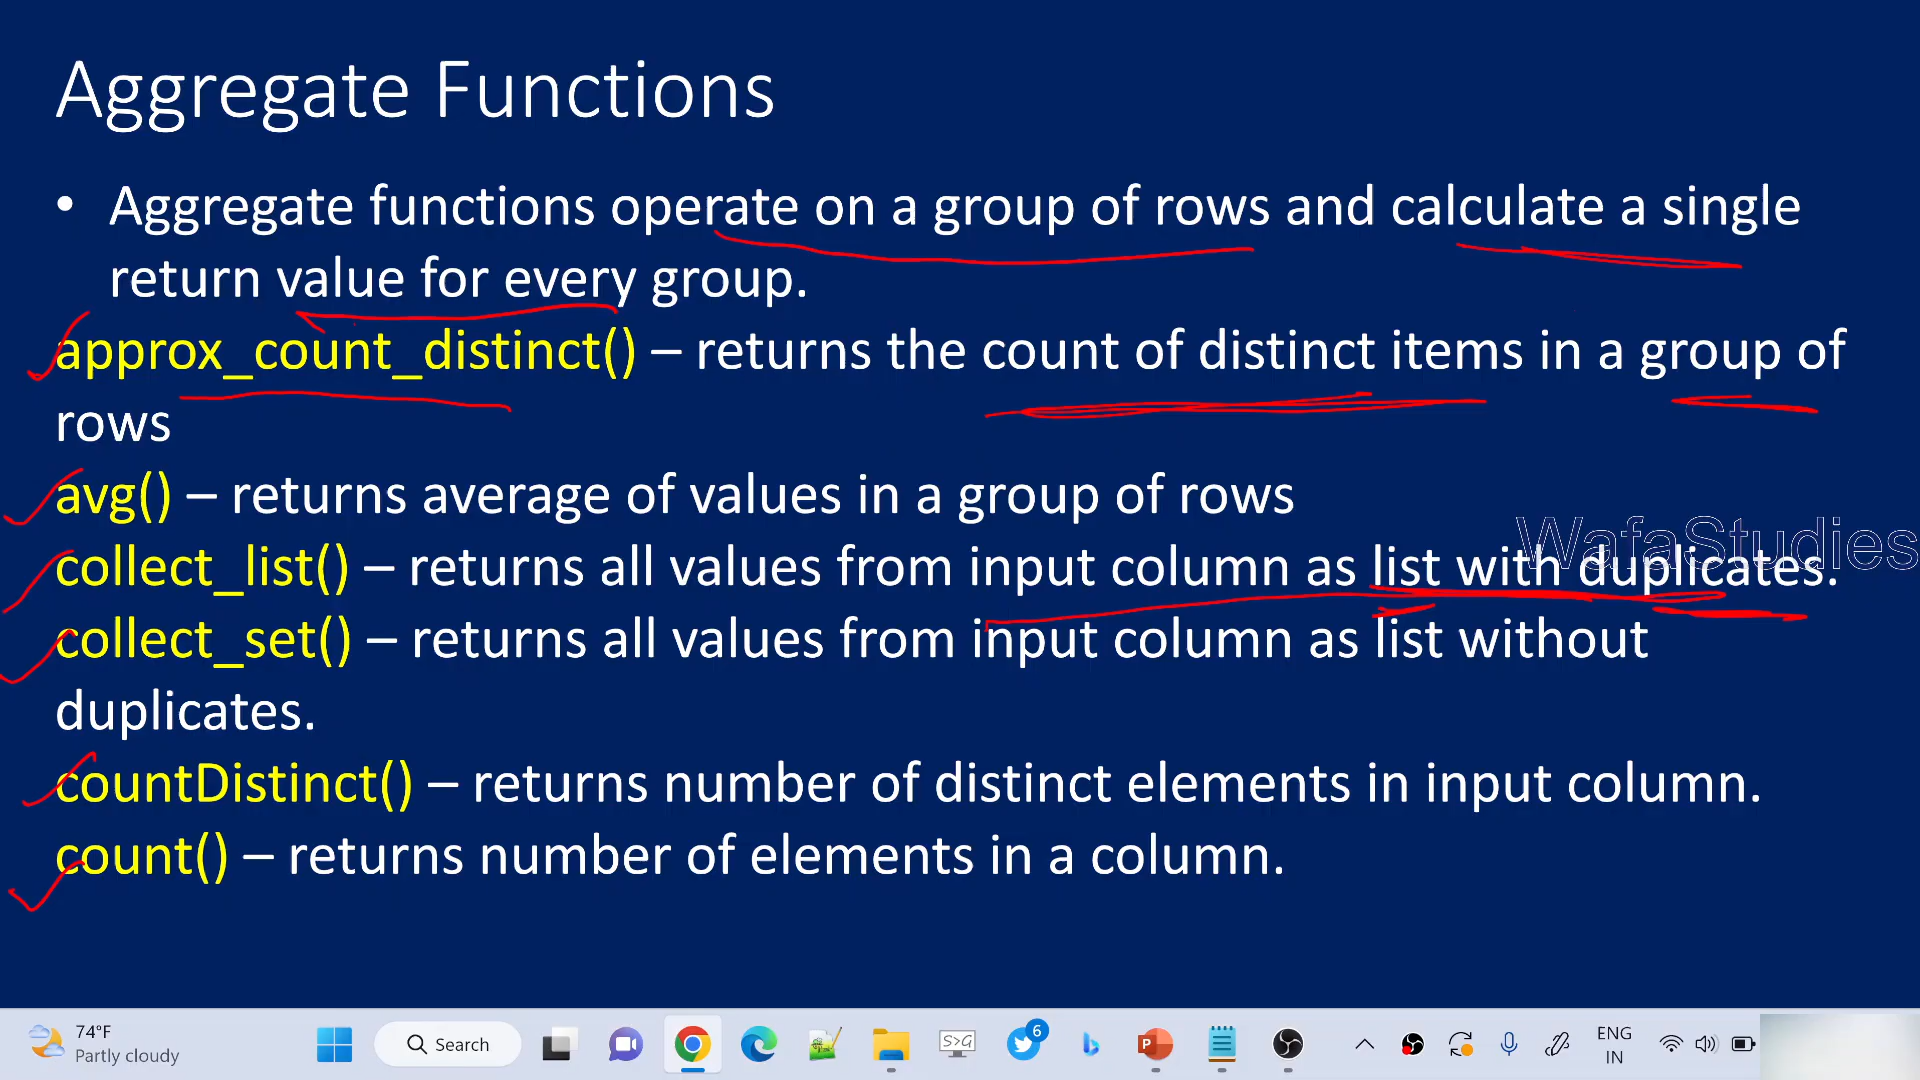 Aggregate Functions
• Aggregate functions operate on a group of rows and calculate a single
return value for every group.
approx_count_distinct() – returns the count of distinct items in a group of
rows
avg() – returns average of values in a group of rows
WafaStudies
collect_list() – returns all values from input column as list with duplicates.
collect_set() – returns all values from input column as list without
duplicates.
countDistinct() – returns number of distinct elements in input column.
count() – returns number of elements in a column.
74°F
Partly cloudy
Search
S>G
6
ENG
IN